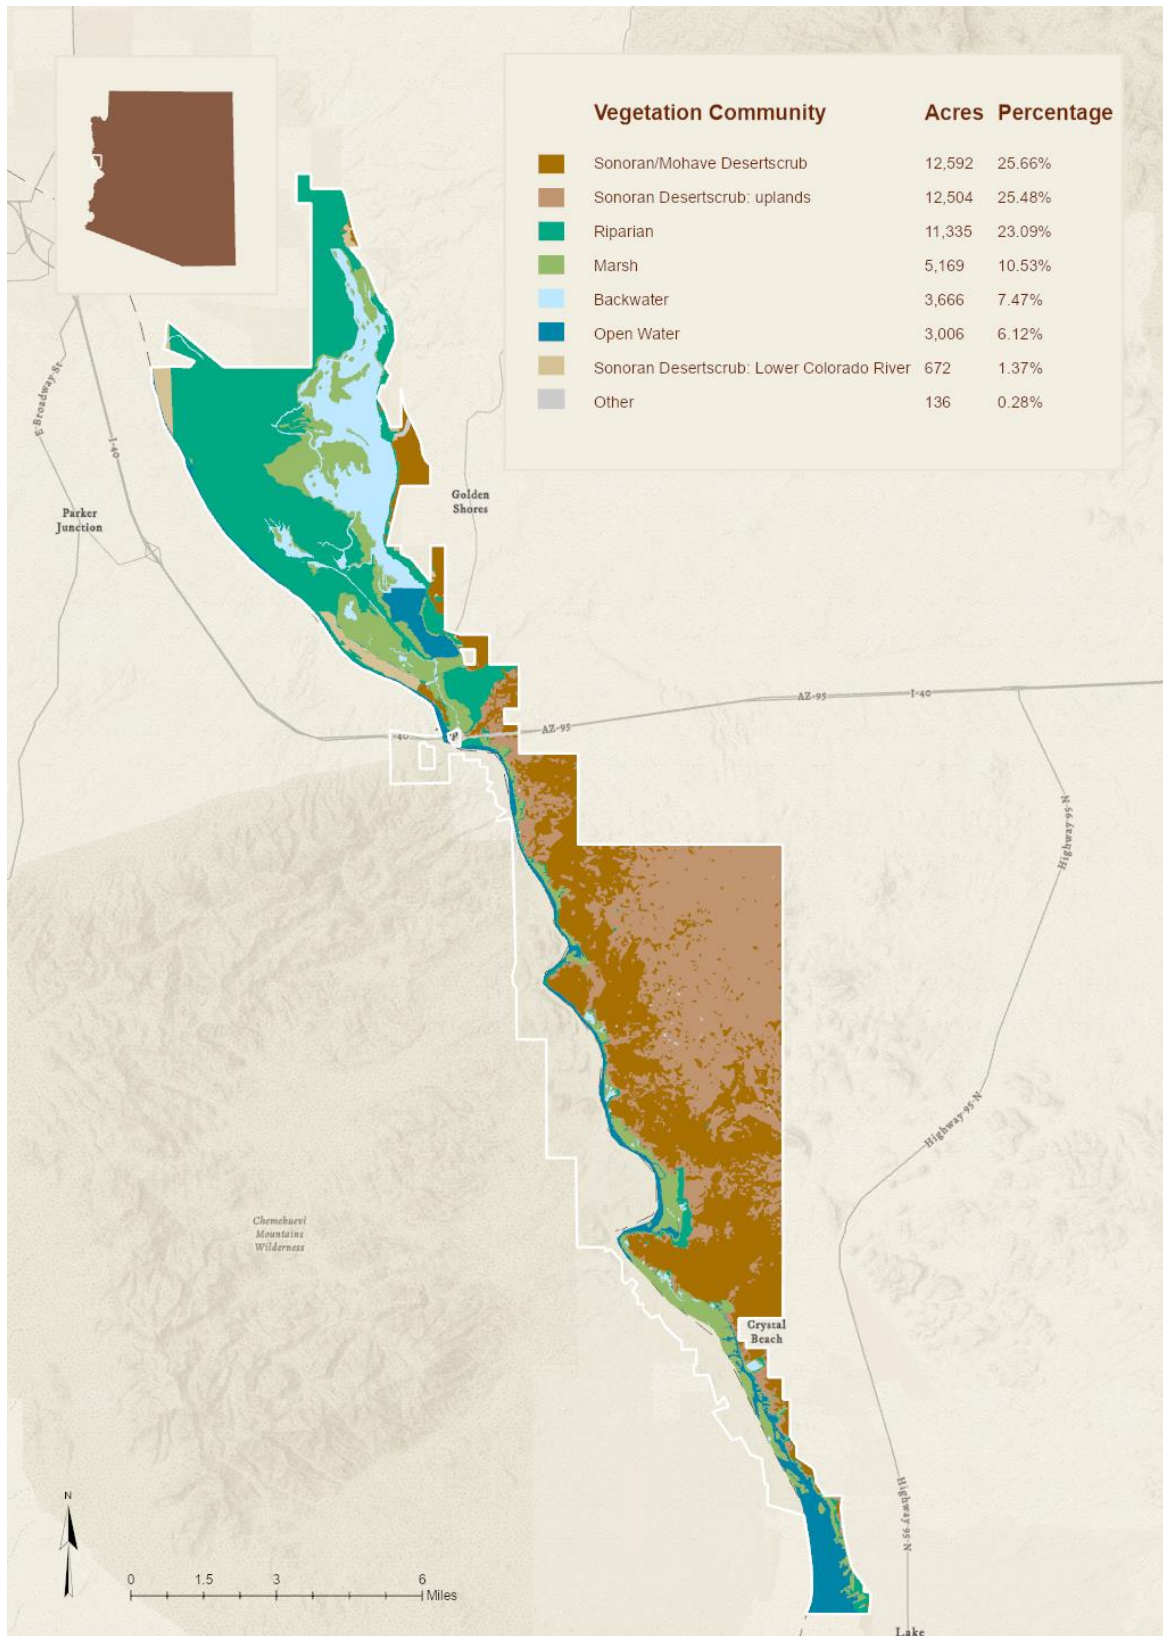 Vegetation Community Acres Percentage
Sonoran/Mohave Desertscrub 12,592 25.66%
Sonoran Desertscrub: uplands 12,504 25.48%
Riparian 11,335 23.09%
Marsh 5,169 10.53%
Backwater 3,666 7.47%
Open Water 3,006 6.12%
Sonoran Desertscrub: Lower Colorado River 672 1.37%
Other 136 0.28%
E Broadway St
I-40
Parker
Junction
Golden
Shores
AZ-95
I-40
AZ-95
-40
Highway 95-N
Highway 95-N
Chemehuevi
Mountains
Wilderness
Crystal
Beach
Highway 95-N
N
0 1.5 3 6
Miles
Lake